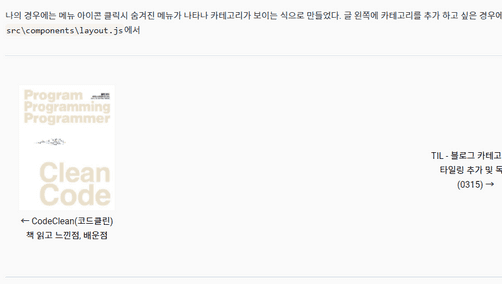 나의 경우에는 메뉴 아이콘 클릭시 숨겨진 메뉴가 나타나 카테고리가 보이는 식으로 만들었다. 글 왼쪽에 카테고리를 추가 하고 싶은 경우에
src\components\layout.js에서
Program
Programming
Programmer
Clean
Code
← CodeClean(코드클린)
책 읽고 느낀점, 배운점
TIL - 블로그 카테고
타일링 추가 및 독
(0315) →